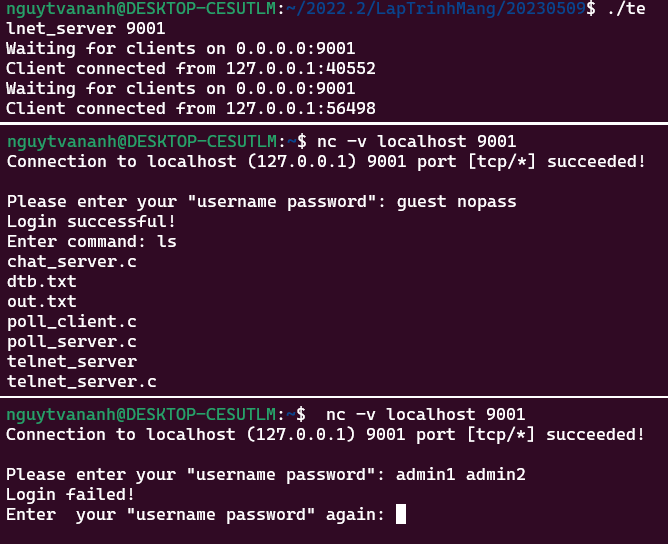 nguytvananh@DESKTOP-CESUTLM:~/2022.2/LapTrinhMang/20230509$ ./te
lnet_server 9001
Waiting for clients on 0.0.0.0:9001
Client connected from 127.0.0.1:40552
Waiting for clients on 0.0.0.0:9001
Client connected from 127.0.0.1:56498
nguytvananh@DESKTOP-CESUTLM:~$ nc -v localhost 9001
Connection to localhost (127.0.0.1) 9001 port [tcp/*] succeeded!
Please enter your "username password": guest nopass
Login successful!
Enter command: ls
chat_server.c
dtb.txt
out.txt
poll_client.c
poll_server.c
telnet_server
telnet_server.c
nguytvananh@DESKTOP-CESUTLM:~$  nc -v localhost 9001
Connection to localhost (127.0.0.1) 9001 port [tcp/*] succeeded!
Please enter your "username password": admin1 admin2
Login failed!
Enter  your "username password" again: